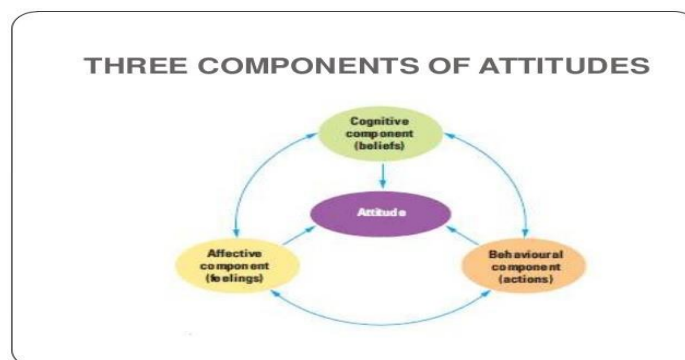 THREE COMPONENTS OF ATTITUDES
Cognitive
component
(beliefs)
Attitude
Affective
component
(feelings)
Behavioural
component
(actions)